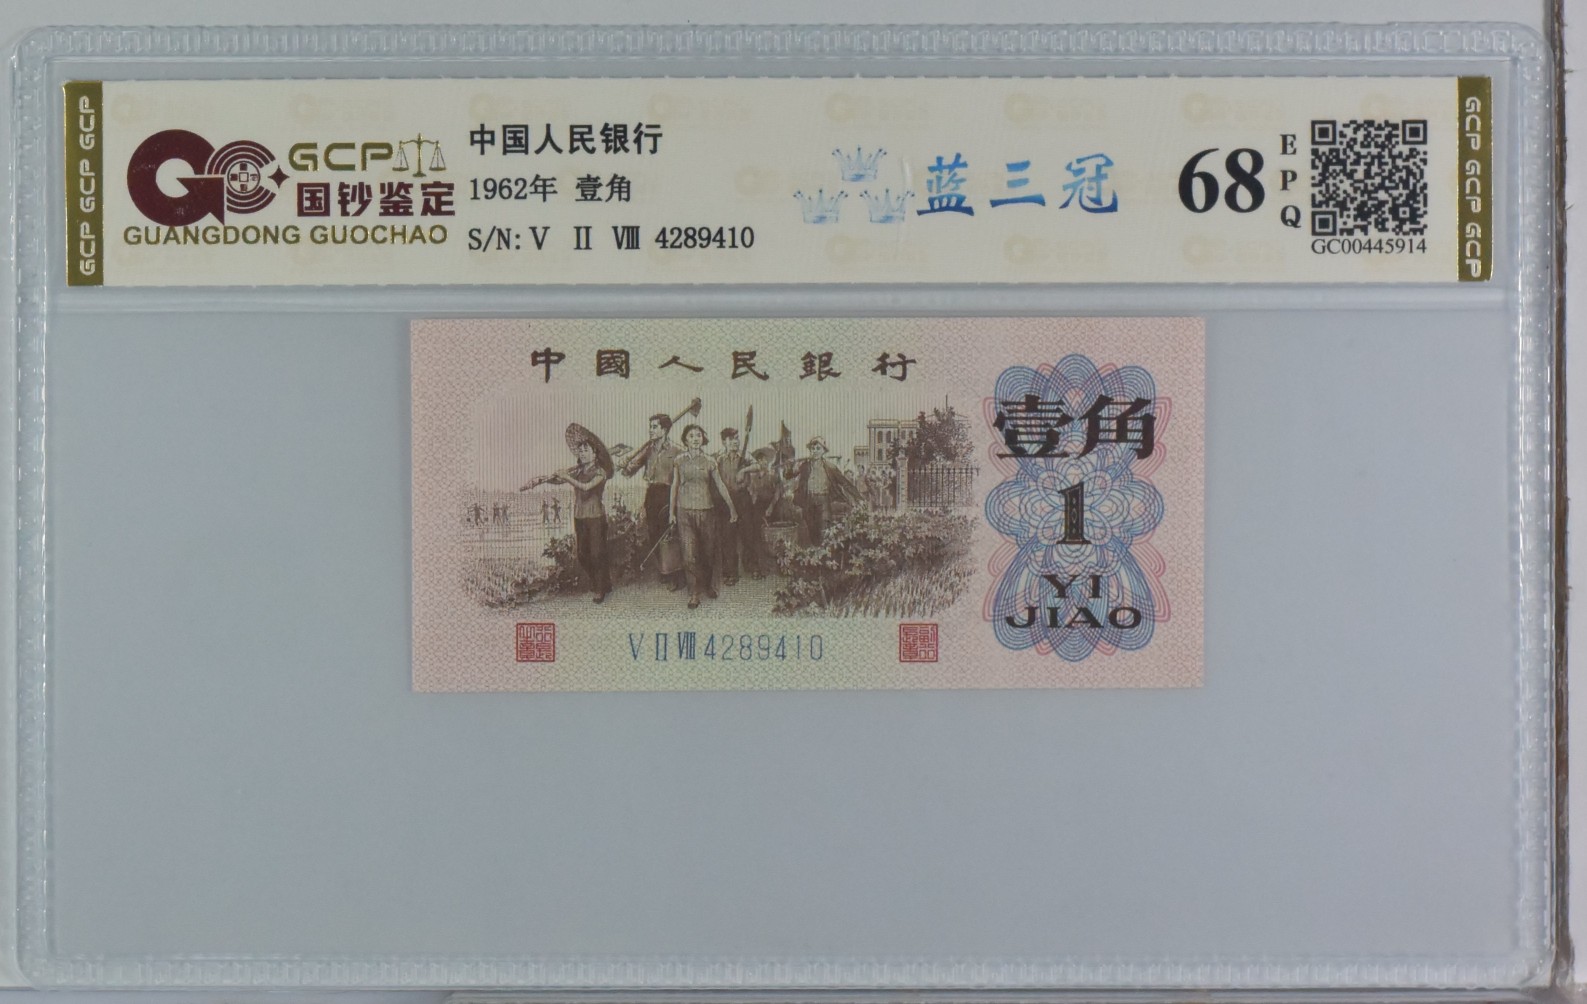 GCP GCP GCP
GCP
国钞鉴定
GUANGDONG GUOCHAO
中国人民银行
1962年 壹角
S/N: V II VIII 4289410
蓝三冠
68
EPQ
GC00445914
GCP GCP GCP
中國人民銀行
壹角
1
YI
JIAO
V II VIII 4289410